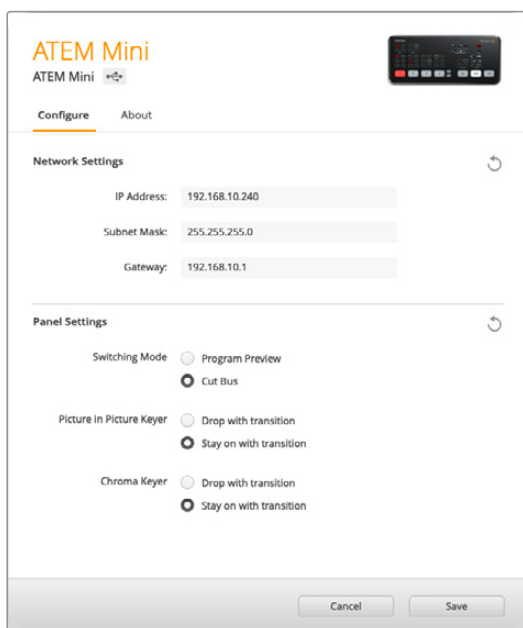 ATEM Mini
ATEM Mini
Configure About
Network Settings
IP Address: 192.168.10.240
Subnet Mask: 255.255.255.0
Gateway: 192.168.10.1
Panel Settings
Switching Mode Program Preview
Cut Bus
Picture in Picture Keyer Drop with transition
Stay on with transition
Chroma Keyer Drop with transition
Stay on with transition
Cancel Save